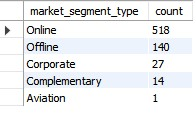 market_segment_type count
Online 518
Offline 140
Corporate 27
Complementary 14
Aviation 1